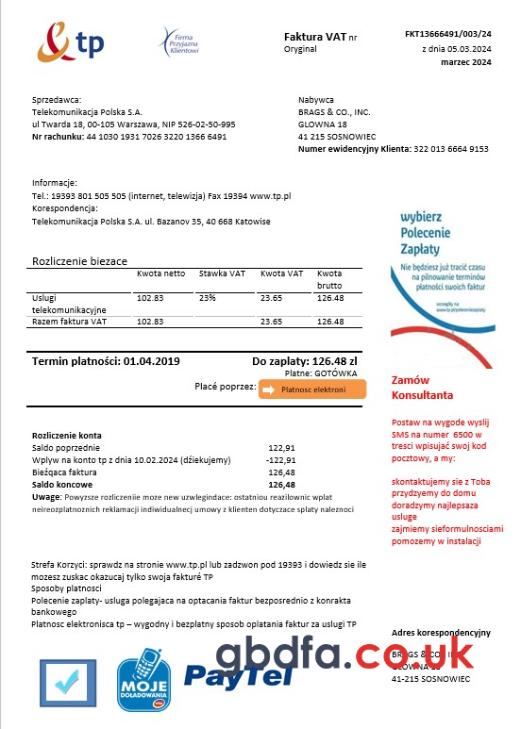 tp
Firma
Przyjazna
Klientowi
Faktura VAT nr
Oryginal
FKT13666491/003/24
z dnia 05.03.2024
marzec 2024
Sprzedawca:
Telekomunikacja Polska S.A.
ul Twarda 18, 00-105 Warszawa, NIP 526-02-50-995
Nr rachunku: 44 1030 1931 7026 3220 1366 6491
Nabywca
BRAGS & CO., INC.
GLOWNA 18
41 215 SOSNOWIEC
Numer ewidencyjny Klienta: 322 013 6664 9153
Informacje:
Tel.: 19393 801 505 505 (internet, telewizja) Fax 19394 www.tp.pl
Korespondencja:
Telekomunikacja Polska S.A. ul. Bazanov 35, 40 668 Katowise
wybierz
Polecenie
Zapłaty
Nie będziesz już tracić czasu
na pilnowanie terminów
płatności swoich faktur
szczegóły na
Rozliczenie biezace
Kwota netto Stawka VAT Kwota VAT Kwota
brutto
Uslugi 102.83 23% 23.65 126.48
telekomunikacyjne
Razem faktura VAT 102.83 23.65 126.48
Termin platności: 01.04.2019 Do zaplaty: 126.48 zl
Platne: GOTÓWKA
Placé poprzez: Platnosc elektroni
Zamów
Konsultanta
Postaw na wygode wyslij
SMS na numer 6500 w
tresci wpisujać swoj kod
pocztowy, a my:
skontaktujemy sie z Toba
przydzyemy do domu
doradzymy najlepsza
usluge
zajmiemy sieformulnosciami
pomozemy w instalacji
Rozliczenie konta
Saldo poprzednie 122,91
Wpływ na konto tp z dnia 10.02.2024 (dźiekujemy) -122,91
Bieźąca faktura 126,48
Saldo koncowe 126,48
Uwage: Powyzsze rozliczeniie moze new uzwlegindace: ostatniou reazilownic wplat
neireozplatnoznich reklamacji indiwidualnecj umowy z klienten dotyczace splaty naleznoci
Strefa Korzyci: sprawdz na stronie www.tp.pl lub zadzwon pod 19393 i dowiedz sie ile
mozesz zuskac okazucaj tylko swoja fakturé TP
Sposoby platnosci
Polecenie zaplaty- usluga polegajaca na optacania faktur bezposrednio z konrakta
bankowego
Platnosc elektronisca tp – wygodny i bezplatny sposob oplatania faktur za uslugi TP
Adres korespondencyjny
BRAGS & CO., INC.
GLOWNA 18
41-215 SOSNOWIEC
MOJE
DOŁADOWANIA
PayTel
gbdfa.co.uk